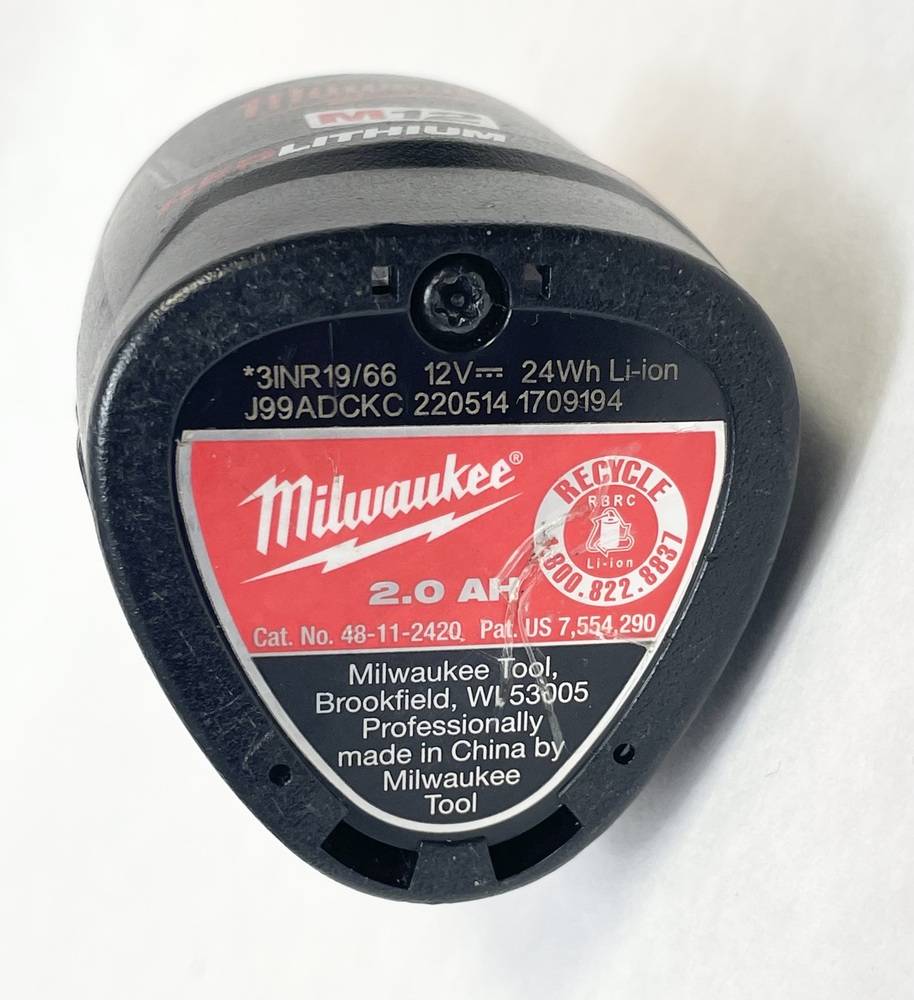 Milwaukee
M12
REDLITHIUM
*3INR19/66 12V⎓ 24Wh Li-ion
J99ADCKC 220514 1709194
Milwaukee®
RECYCLE
RBRC
Li-ion
1.800.822.8837
2.0 AH
Cat. No. 48-11-2420 Pat. US 7,554,290
Milwaukee Tool,
Brookfield, WI 53005
Professionally
made in China by
Milwaukee
Tool